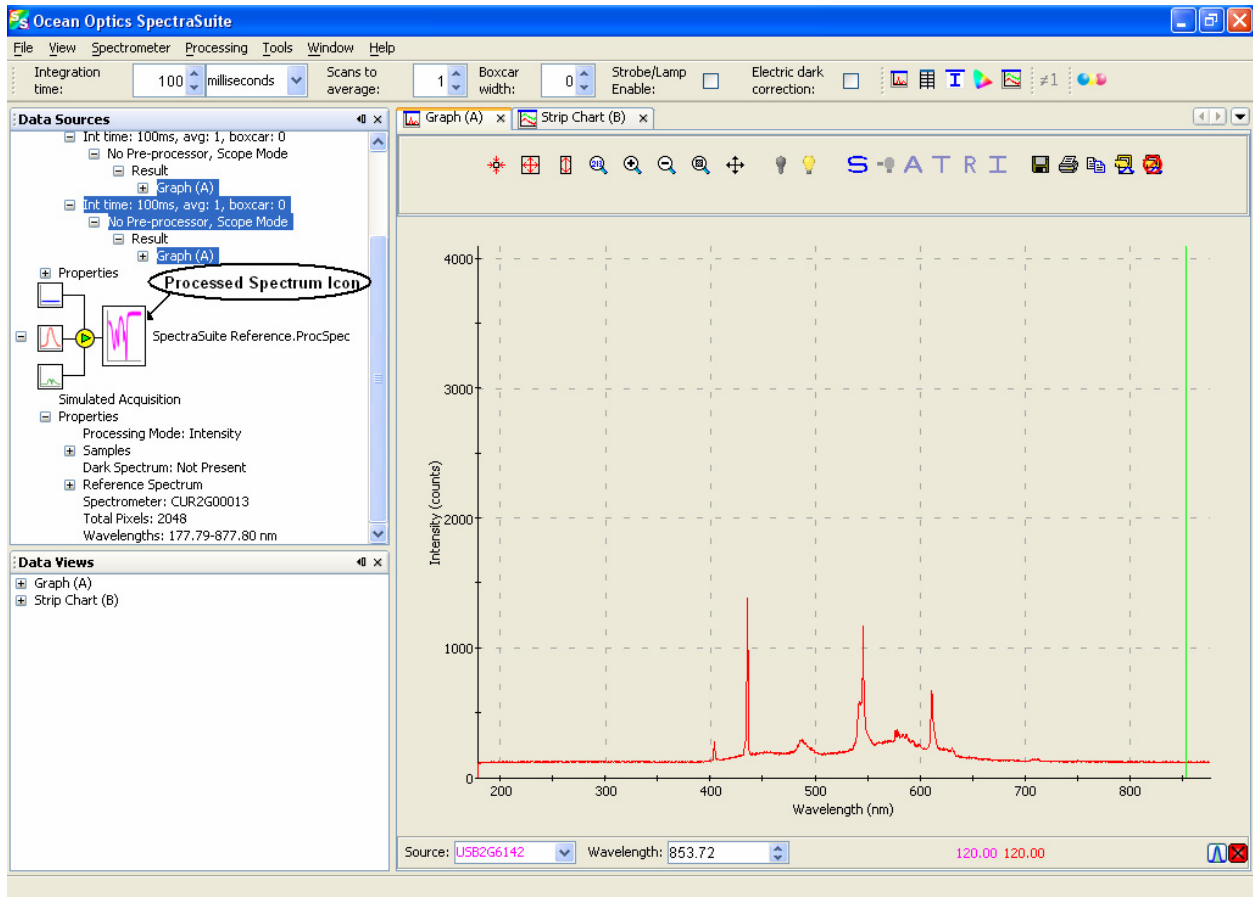 Ocean Optics SpectraSuite
File View Spectrometer Processing Tools Window Help
Integration time: 100 milliseconds Scans to average: 1 Boxcar width: 0 Strobe/Lamp Enable: Electric dark correction: ≠1
Data Sources
Int time: 100ms, avg: 1, boxcar: 0
No Pre-processor, Scope Mode
Result
Graph (A)
Int time: 100ms, avg: 1, boxcar: 0
No Pre-processor, Scope Mode
Result
Graph (A)
Properties
Processed Spectrum Icon
SpectraSuite Reference.ProcSpec
Simulated Acquisition
Properties
Processing Mode: Intensity
Samples
Dark Spectrum: Not Present
Reference Spectrum
Spectrometer: CUR2G00013
Total Pixels: 2048
Wavelengths: 177.79-877.80 nm
Data Views
Graph (A)
Strip Chart (B)
Graph (A) Strip Chart (B)
S A T R I
4000
3000
2000
1000
0
Intensity (counts)
200 300 400 500 600 700 800
Wavelength (nm)
Source: USB2G6142 Wavelength: 853.72 120.00 120.00